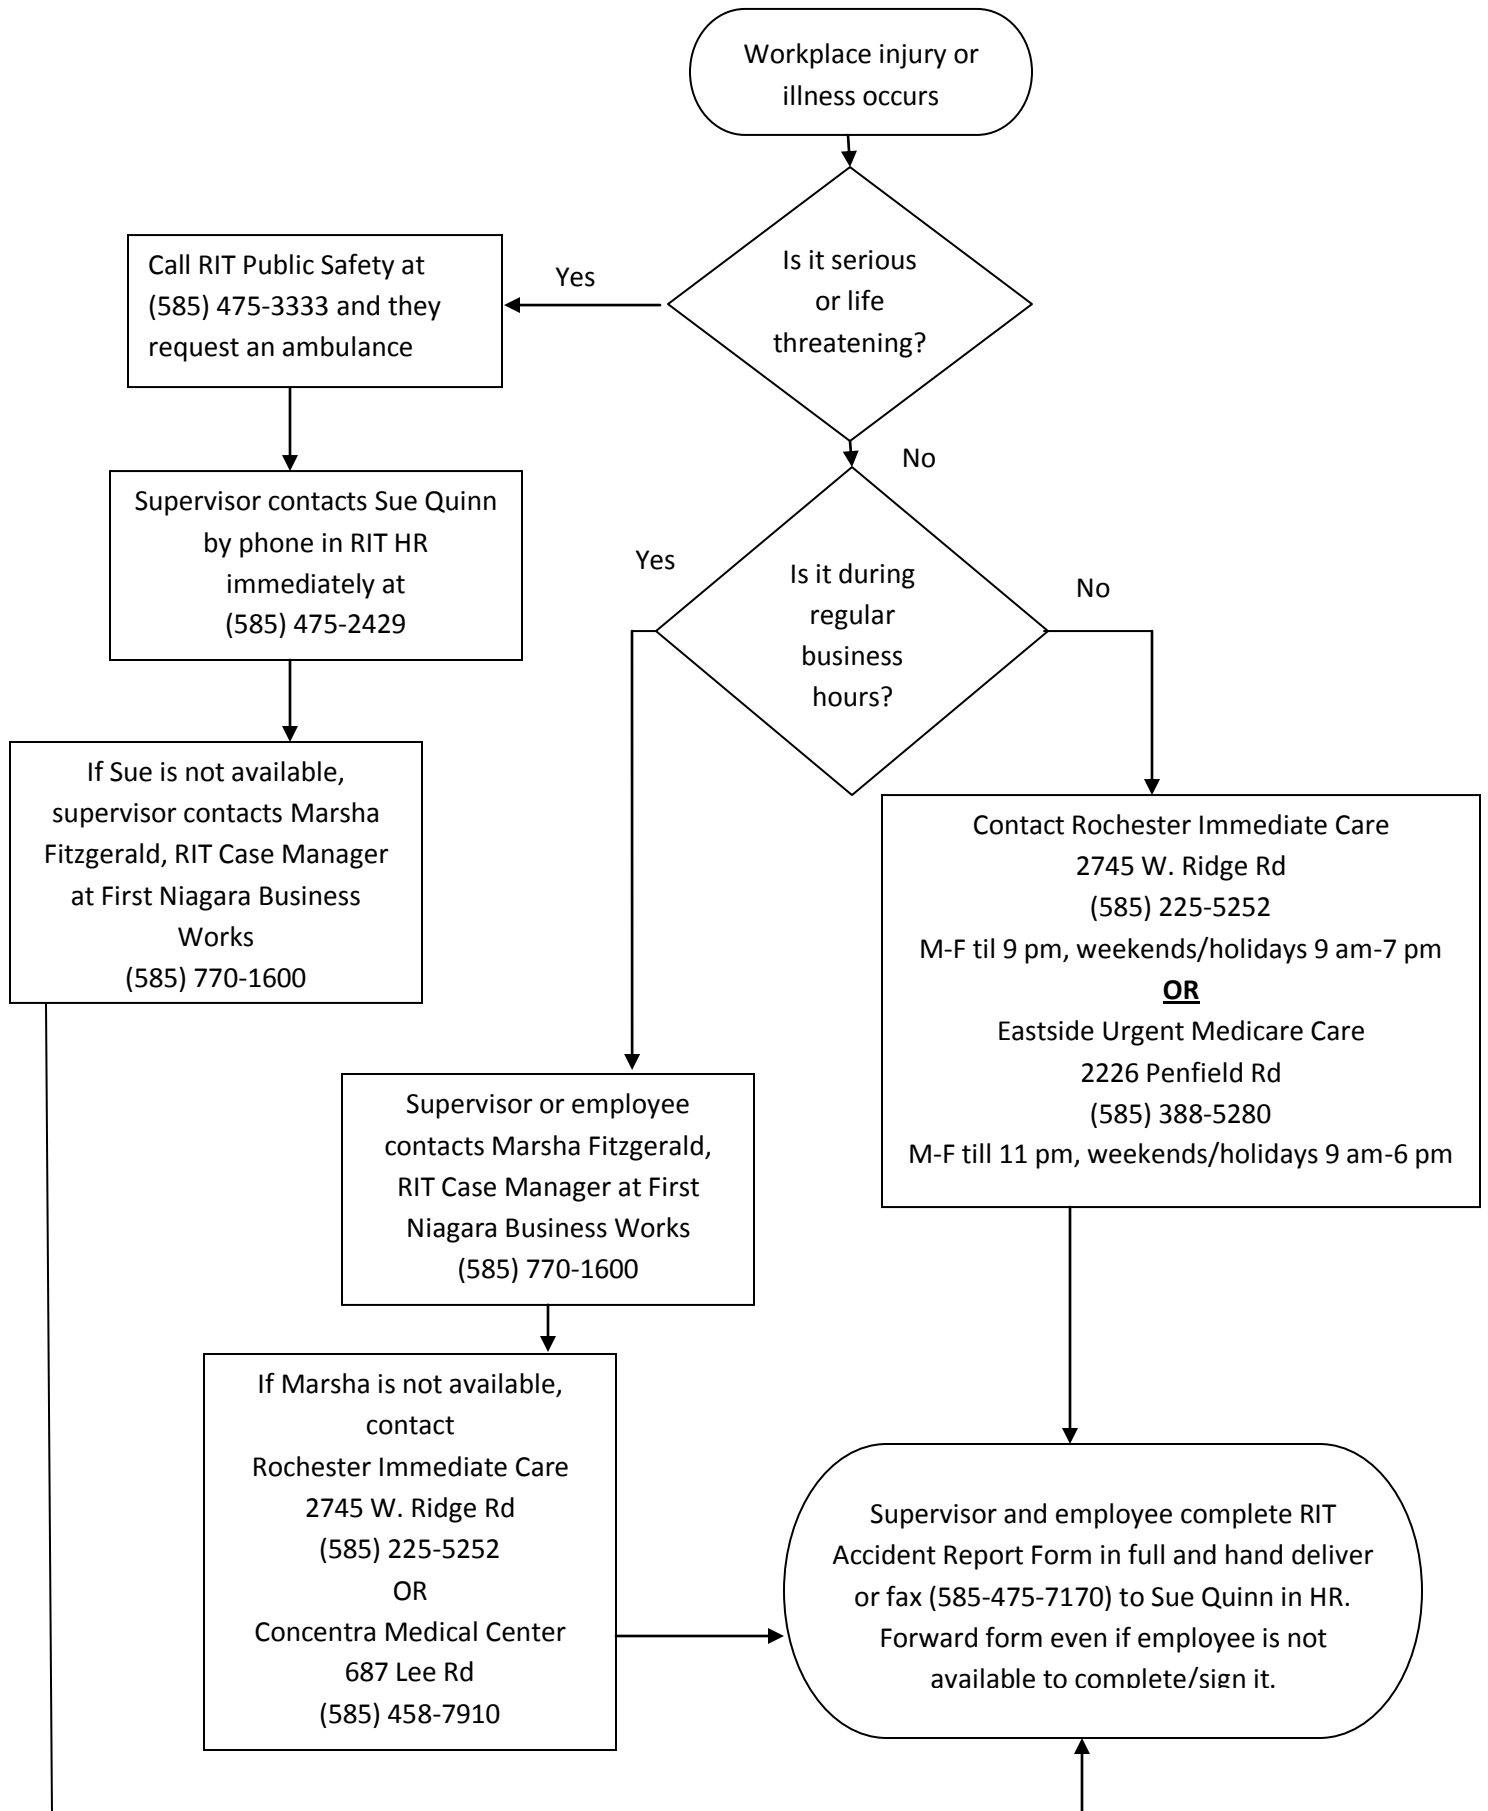 Workplace injury or
illness occurs
Is it serious
or life
threatening?
Yes
Call RIT Public Safety at
(585) 475-3333 and they
request an ambulance
Supervisor contacts Sue Quinn
by phone in RIT HR
immediately at
(585) 475-2429
If Sue is not available,
supervisor contacts Marsha
Fitzgerald, RIT Case Manager
at First Niagara Business
Works
(585) 770-1600
No
Is it during
regular
business
hours?
Yes
Supervisor or employee
contacts Marsha Fitzgerald,
RIT Case Manager at First
Niagara Business Works
(585) 770-1600
If Marsha is not available,
contact
Rochester Immediate Care
2745 W. Ridge Rd
(585) 225-5252
OR
Concentra Medical Center
687 Lee Rd
(585) 458-7910
No
Contact Rochester Immediate Care
2745 W. Ridge Rd
(585) 225-5252
M-F til 9 pm, weekends/holidays 9 am-7 pm
OR
Eastside Urgent Medicare Care
2226 Penfield Rd
(585) 388-5280
M-F till 11 pm, weekends/holidays 9 am-6 pm
Supervisor and employee complete RIT
Accident Report Form in full and hand deliver
or fax (585-475-7170) to Sue Quinn in HR.
Forward form even if employee is not
available to complete/sign it.